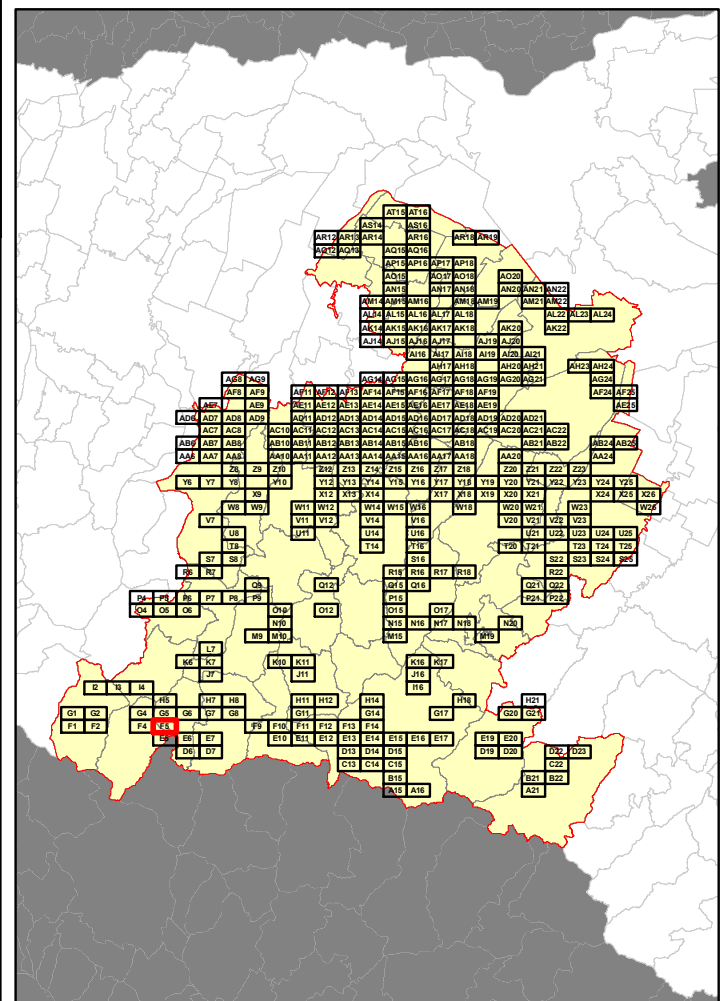 AT15 AT16
AS14 AS16
AR12 AR13 AR14 AR16 AR18 AR19
AQ12 AQ13 AQ15 AQ16
AP15 AP16 AP17 AP18
AO15 AO17 AO18 AO20
AN15 AN17 AN18 AN20 AN21 AN22
AM14 AM15 AM16 AM18 AM19 AM21 AM22
AL14 AL15 AL16 AL17 AL18 AL22 AL23 AL24
AK14 AK15 AK16 AK17 AK18 AK20 AK22
AJ14 AJ15 AJ16 AJ17 AJ19 AJ20
AI16 AI17 AI18 AI19 AI20 AI21
AH17 AH18 AH20 AH21 AH23 AH24
AG8 AG9 AG14 AG15 AG16 AG17 AG18 AG19 AG20 AG21 AG24
AF8 AF9 AF11 AF12 AF13 AF14 AF15 AF16 AF17 AF18 AF19 AF24 AF25
AE7 AE9 AE11 AE12 AE13 AE14 AE15 AE16 AE17 AE18 AE25
AD6 AD7 AD8 AD9 AD11 AD12 AD13 AD14 AD15 AD16 AD17 AD18 AD19 AD20 AD21
AC7 AC8 AC10 AC11 AC12 AC13 AC14 AC15 AC16 AC17 AC18 AC19 AC20 AC21 AC22
AB6 AB7 AB8 AB10 AB11 AB12 AB13 AB14 AB15 AB16 AB17 AB18 AB21 AB22 AB24 AB25
AA6 AA7 AA8 AA10 AA11 AA12 AA13 AA14 AA15 AA16 AA17 AA18 AA20 AA24
Z8 Z9 Z10 Z12 Z13 Z14 Z15 Z16 Z17 Z18 Z20 Z21 Z22 Z23
Y6 Y7 Y8 Y10 Y12 Y13 Y14 Y15 Y16 Y17 Y18 Y19 Y20 Y21 Y22 Y23 Y24 Y25
X9 X12 X13 X14 X17 X18 X19 X20 X21 X24 X25 X26
W8 W9 W11 W12 W14 W15 W16 W18 W20 W21 W23 W26
V7 V11 V12 V14 V16 V20 V21 V22 V23
U8 U11 U14 U16 U21 U22 U23 U24 U25
T8 T14 T16 T20 T21 T23 T24 T25
S7 S8 S16 S22 S23 S24 S25
R6 R7 R15 R16 R17 R18 R22
Q9 Q12 Q15 Q16 Q21 Q22
P4 P5 P6 P7 P8 P9 P15 P21 P22
O4 O5 O6 O10 O12 O15 O17
N10 N15 N16 N17 N18 N20
M9 M10 M15 M19
L7
K6 K7 K10 K11 K16 K17
J7 J11 J16
I2 I3 I4 I16
H5 H7 H8 H11 H12 H14 H18 H21
G1 G2 G4 G5 G6 G7 G8 G11 G14 G17 G20 G21
F1 F2 F4 F5 F9 F10 F11 F12 F13 F14
E5 E6 E7 E10 E11 E12 E13 E14 E15 E16 E17 E19 E20
D6 D7 D13 D14 D15 D19 D20 D22 D23
C13 C14 C15 C22
B15 B21 B22
A15 A16 A21